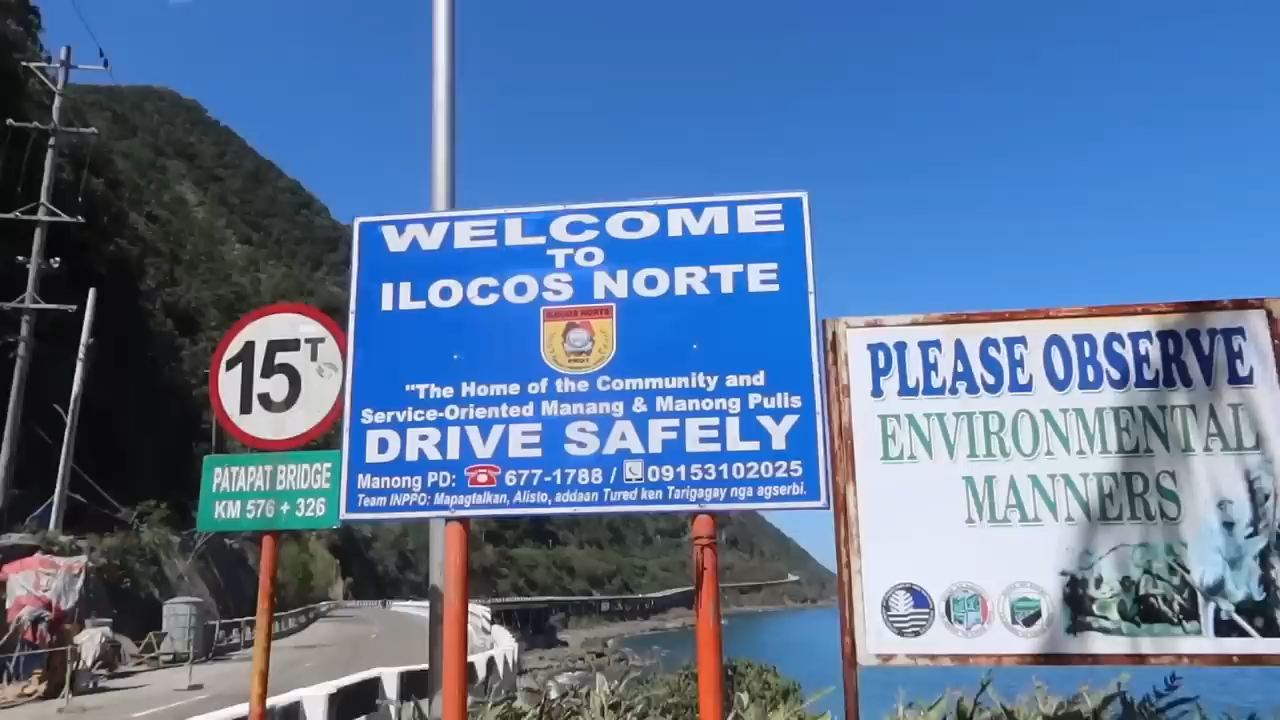 15T
PATAPAT BRIDGE
KM 576 + 326
WELCOME
TO
ILOCOS NORTE
ILOCOS NORTE
"The Home of the Community and
Service-Oriented Manang & Manong Pulis
DRIVE SAFELY
Manong PD: 677-1788 / 09153102025
Team INPPO: Mapagtalkan, Alisto, addaan Tured ken Tarigagay nga agserbi.
PLEASE OBSERVE
ENVIRONMENTAL
MANNERS